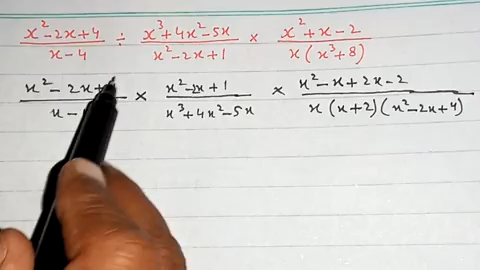 (x² - 2x + 4)/(x - 4) ÷ (x³ + 4x² - 5x)/(x² - 2x + 1) × (x² + x - 2)/(x(x³ + 8))
(x² - 2x +)/(x -) × (x² - 2x + 1)/(x³ + 4x² - 5x) × (x² - x + 2x - 2)/(x(x + 2)(x² - 2x + 4))